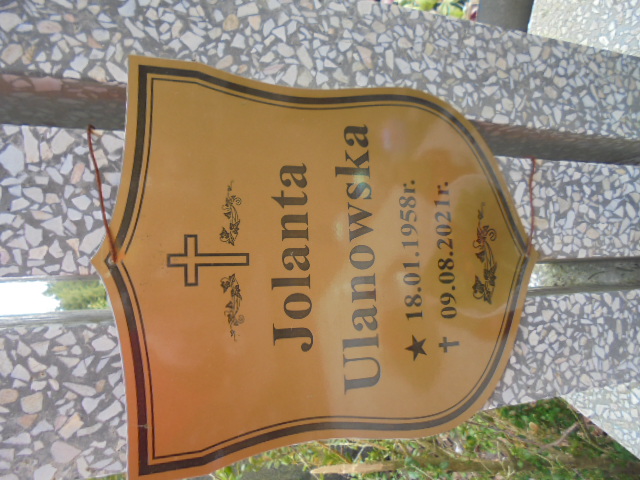 Jolanta
Ulanowska
★ 18.01.1958r.
✝ 09.08.2021r.